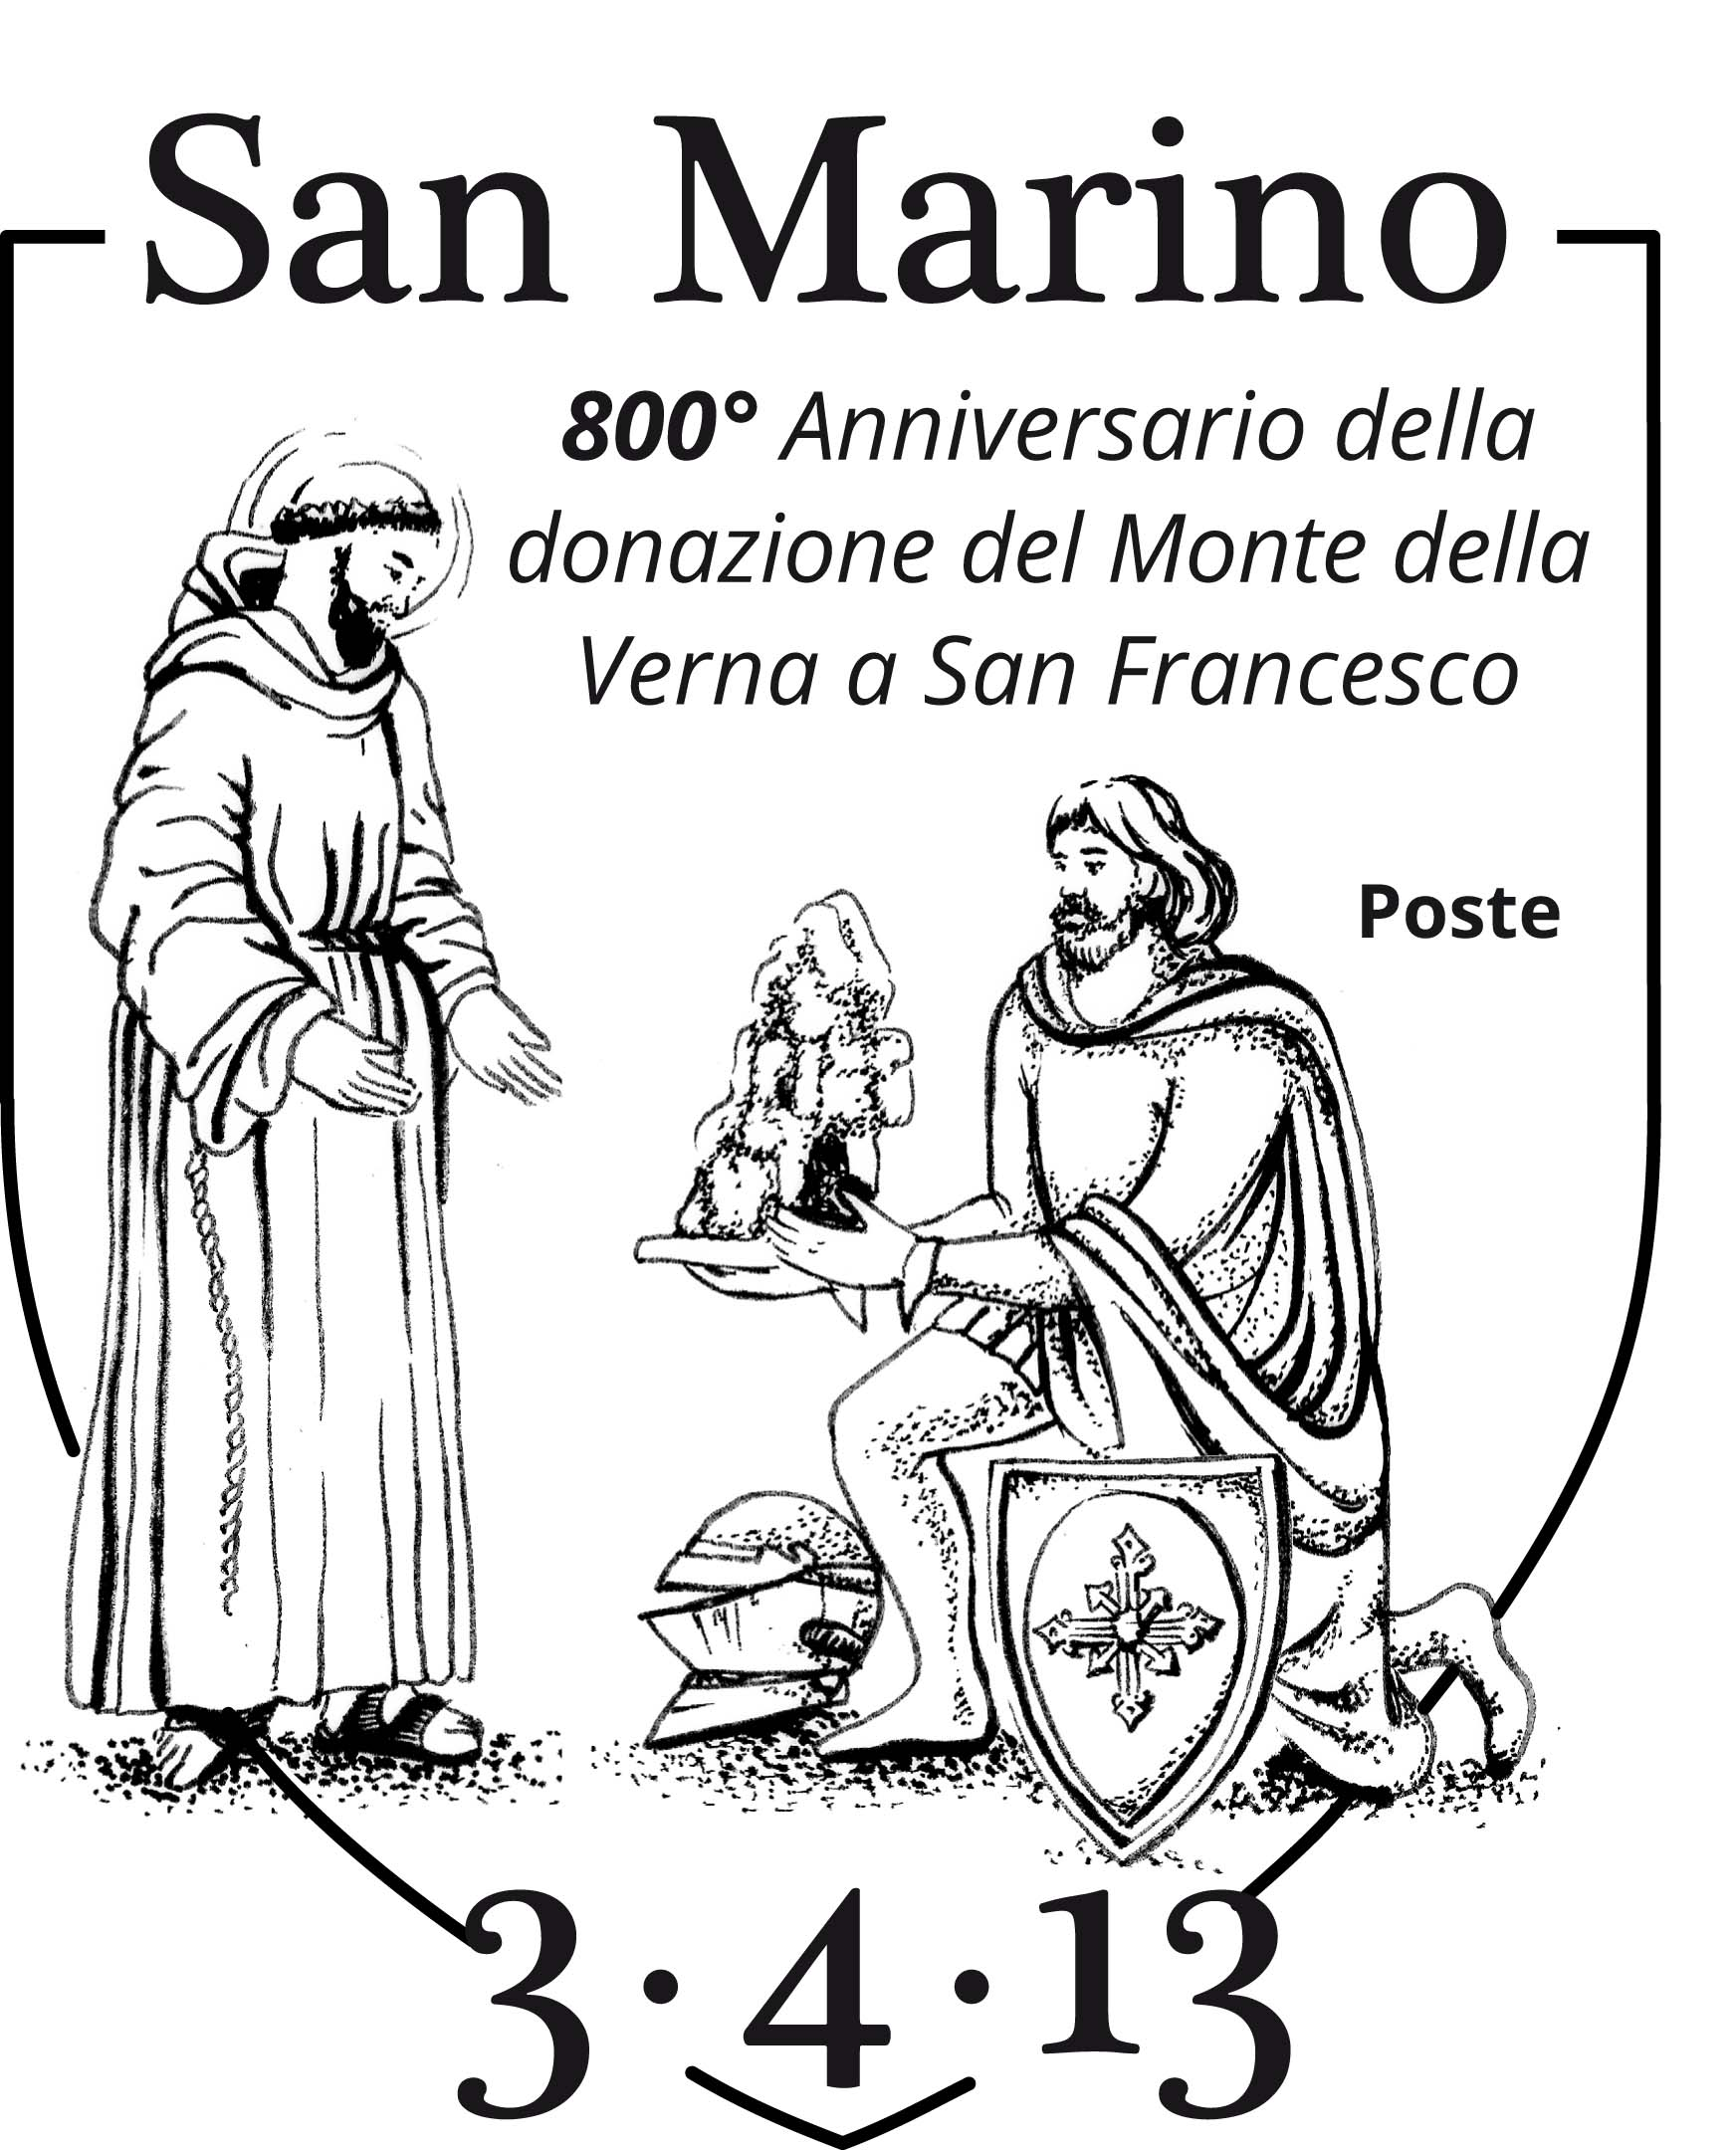 San Marino
800° Anniversario della
donazione del Monte della
Verna a San Francesco
Poste
3·4·13